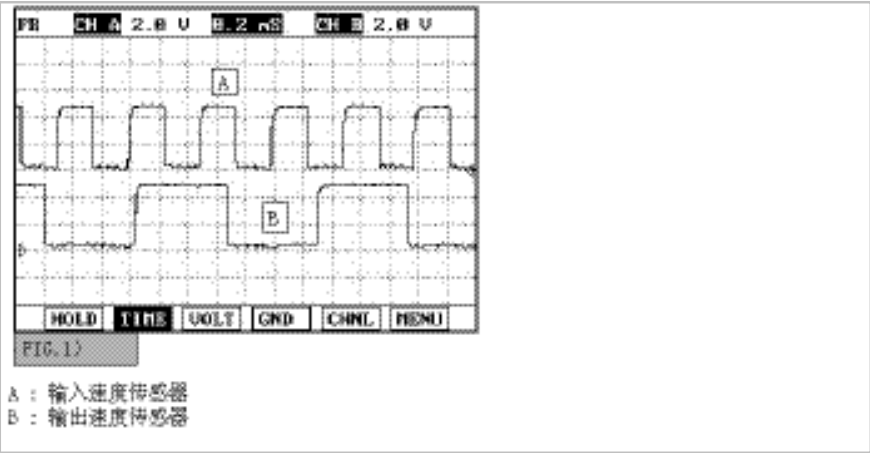 FR CH A 2.0 V 0.2 mS CH B 2.0 V
A
B
HOLD TIME VOLT GND CHNL MENU
FIG.1)
A : 输入速度传感器
B : 输出速度传感器